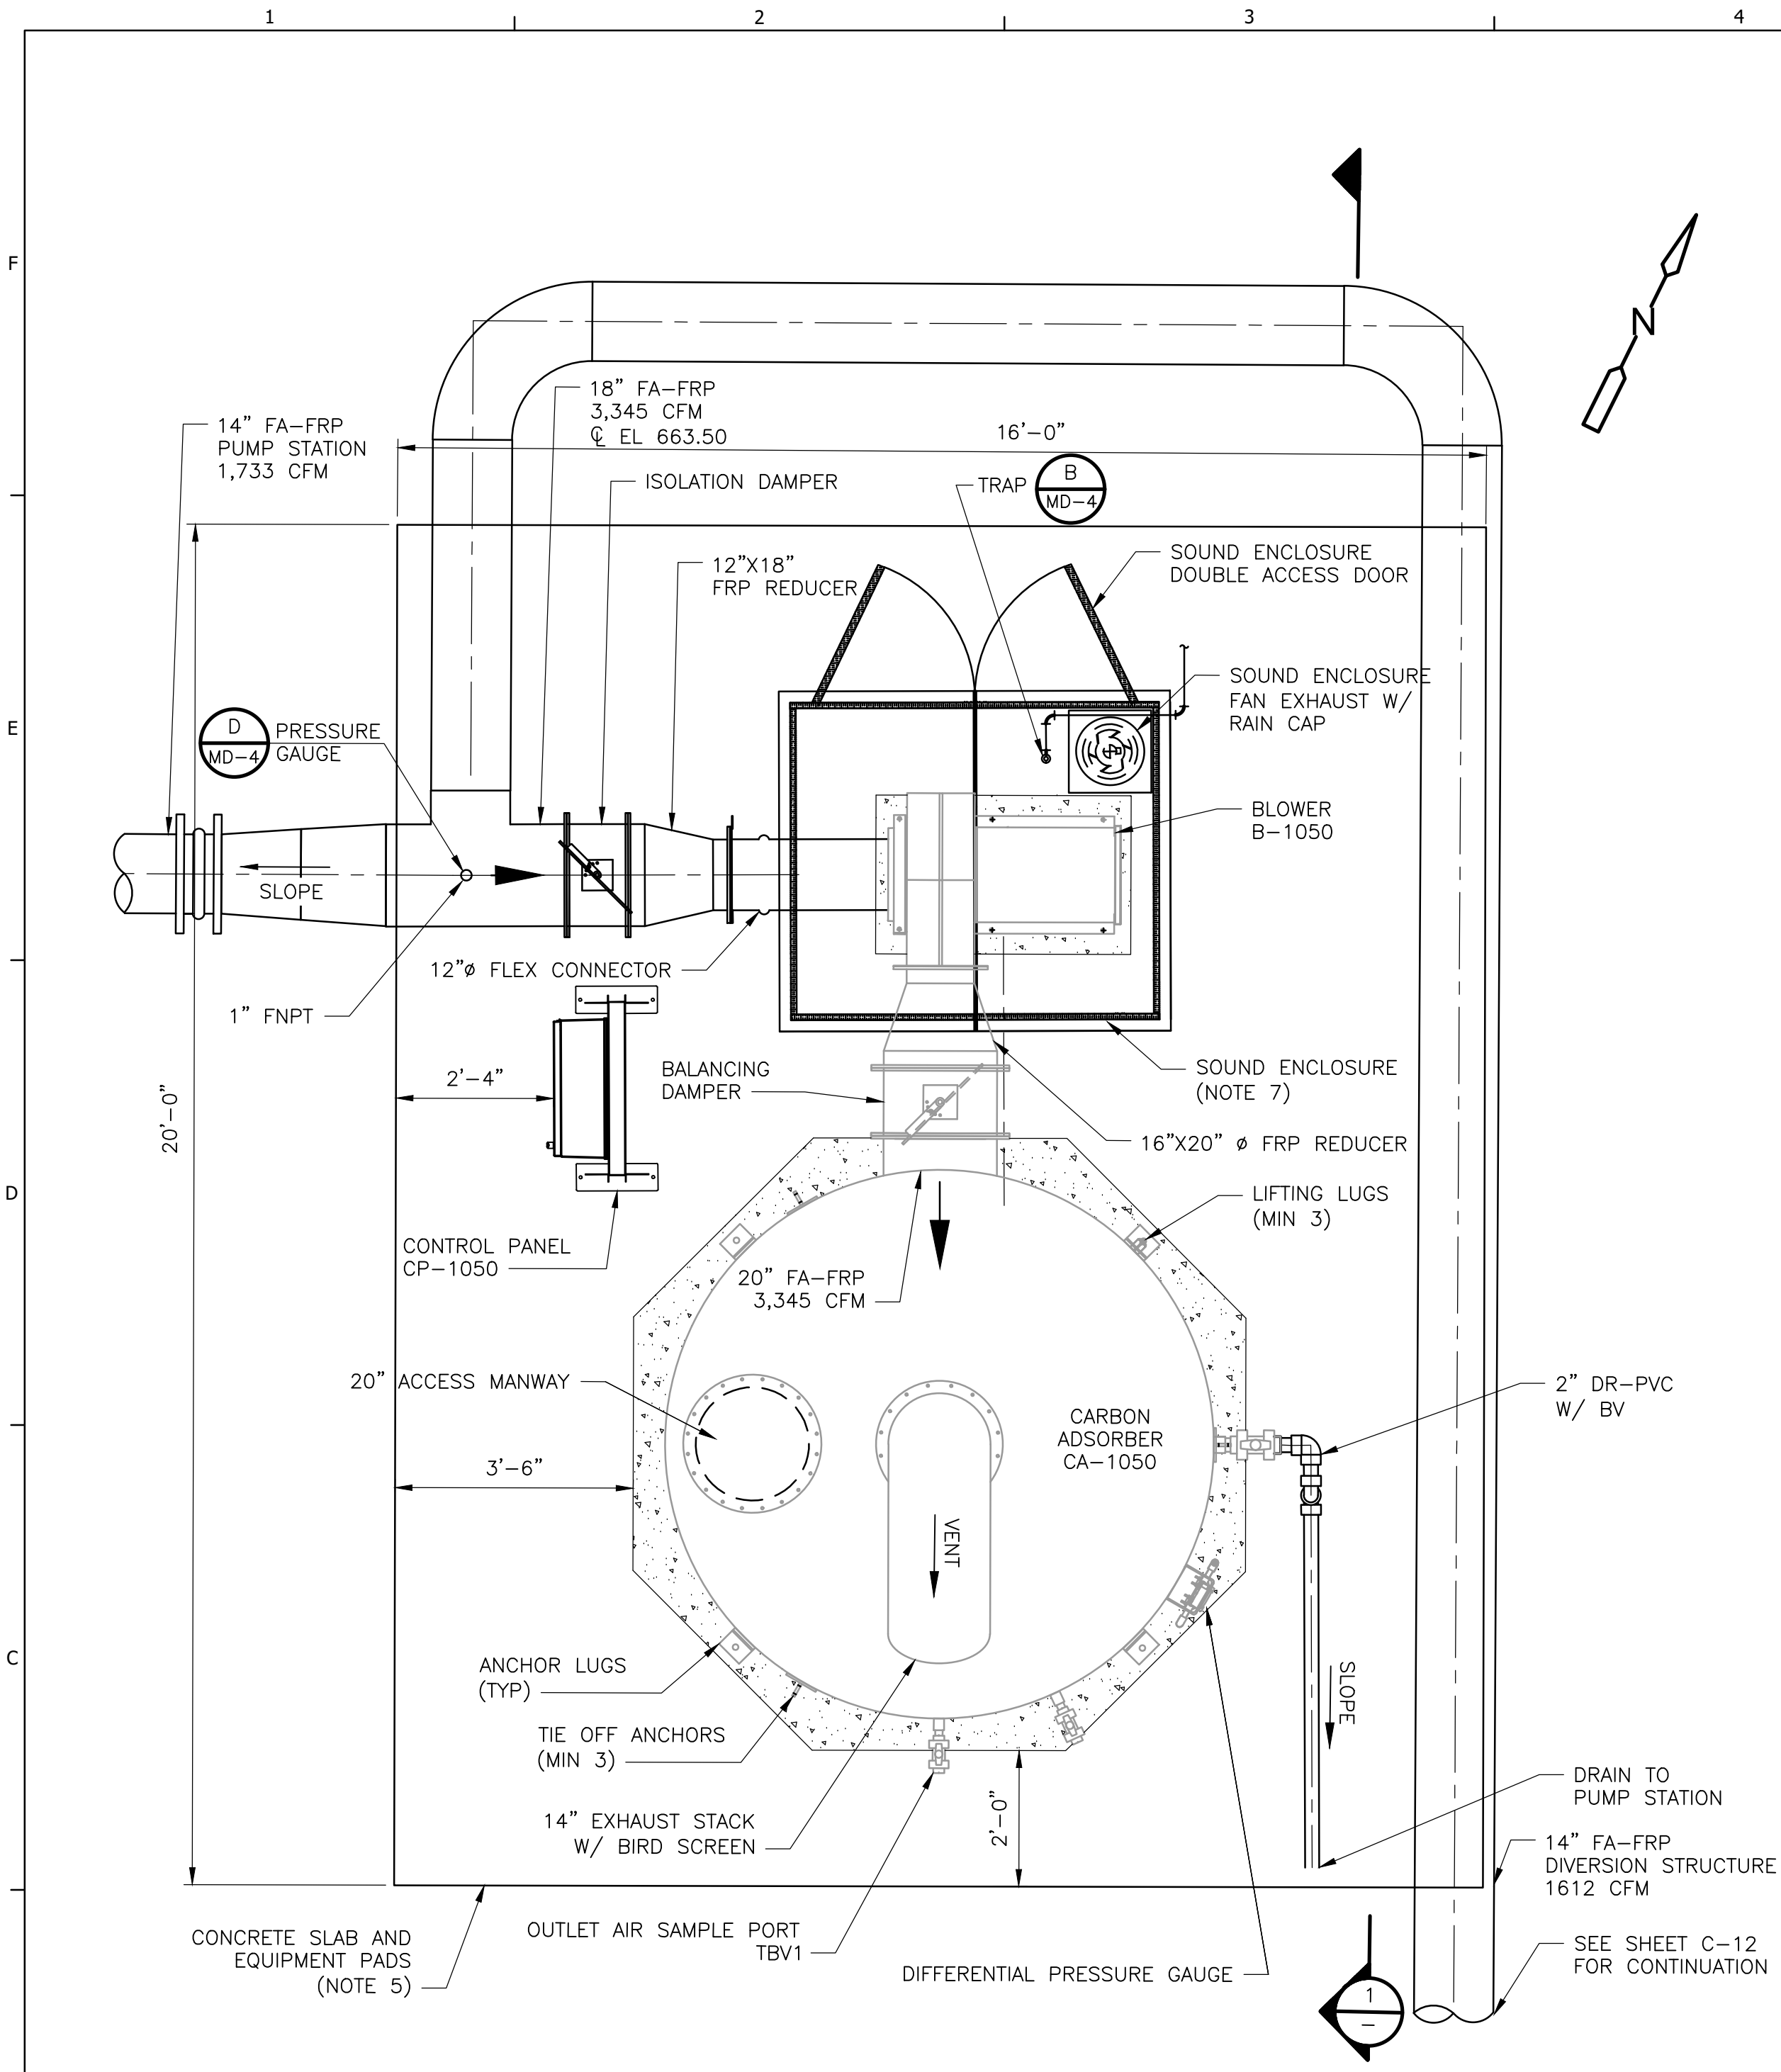 1
2
3
4
F
E
D
C
N
14" FA-FRP
PUMP STATION
1,733 CFM
18" FA-FRP
3,345 CFM
℄ EL 663.50
16'-0"
ISOLATION DAMPER
TRAP
B
MD-4
12"X18"
FRP REDUCER
SOUND ENCLOSURE
DOUBLE ACCESS DOOR
SOUND ENCLOSURE
FAN EXHAUST W/
RAIN CAP
D
MD-4
PRESSURE
GAUGE
BLOWER
B-1050
SLOPE
12"ø FLEX CONNECTOR
1" FNPT
2'-4"
20'-0"
BALANCING
DAMPER
SOUND ENCLOSURE
(NOTE 7)
16"X20" ø FRP REDUCER
LIFTING LUGS
(MIN 3)
CONTROL PANEL
CP-1050
20" FA-FRP
3,345 CFM
20" ACCESS MANWAY
2" DR-PVC
W/ BV
CARBON
ADSORBER
CA-1050
3'-6"
VENT
ANCHOR LUGS
(TYP)
SLOPE
TIE OFF ANCHORS
(MIN 3)
DRAIN TO
PUMP STATION
14" EXHAUST STACK
W/ BIRD SCREEN
2'-0"
14" FA-FRP
DIVERSION STRUCTURE
1612 CFM
CONCRETE SLAB AND
EQUIPMENT PADS
(NOTE 5)
OUTLET AIR SAMPLE PORT
TBV1
DIFFERENTIAL PRESSURE GAUGE
SEE SHEET C-12
FOR CONTINUATION
1
–